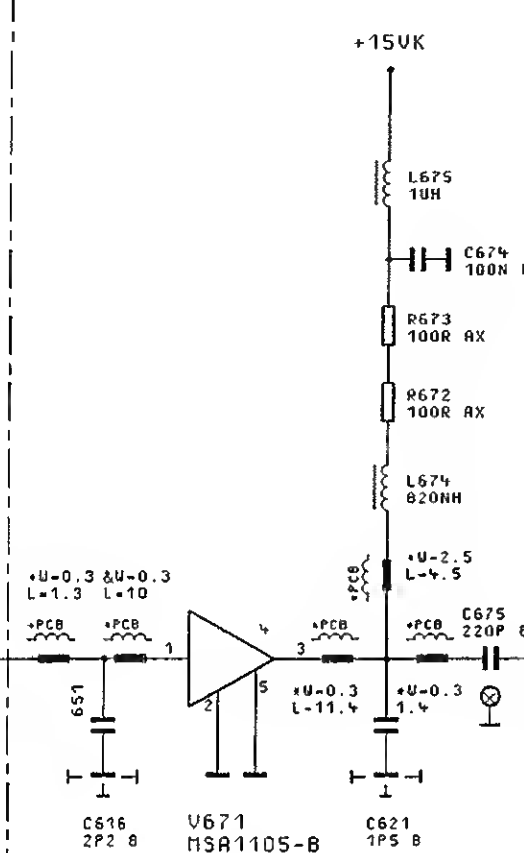 +15VK
L675
1UH
C674
100N
R673
100R AX
R672
100R AX
L674
820NH
*W-2.5
L-4.5
*PCB
*W-0.3 &W-0.3
L=1.3 L=10
*PCB *PCB
1
4
3
5
2
*PCB *PCB
C675
220P 8
*W-0.3
L-11.4
*W-0.3
1.4
651
C616
2P2 8
V671
MSA1105-B
C621
1P5 B